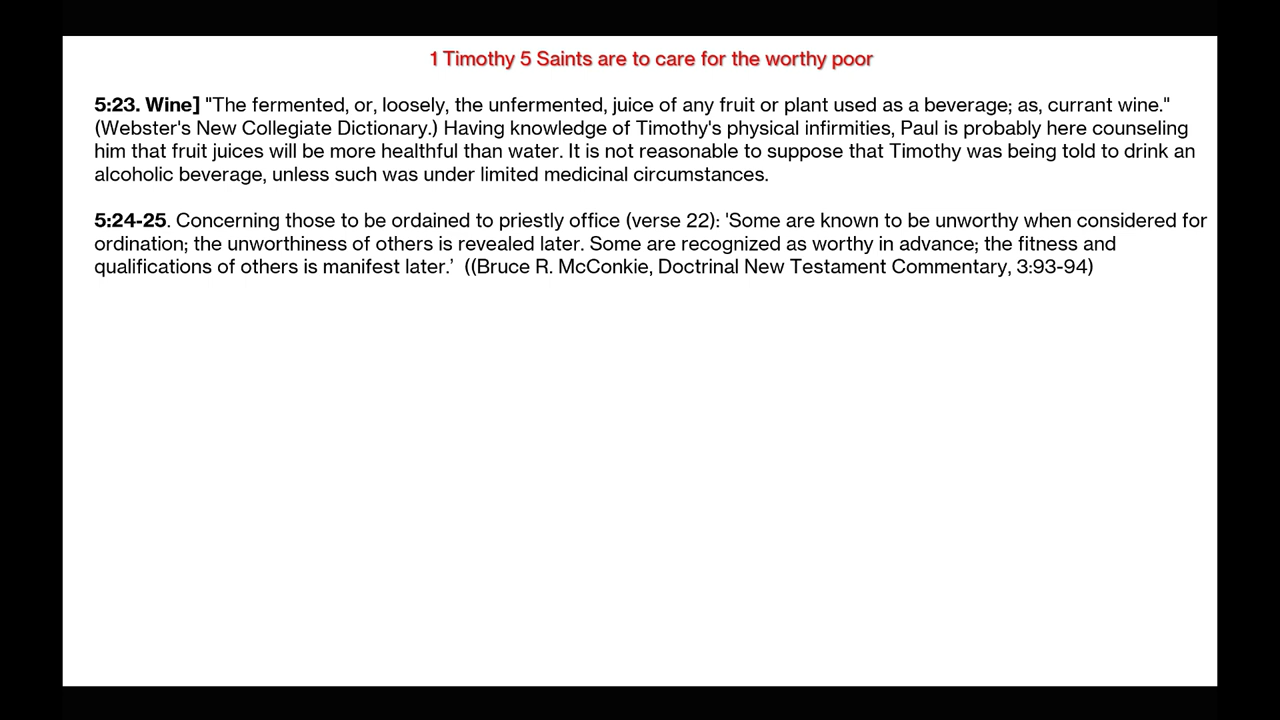 1 Timothy 5 Saints are to care for the worthy poor
5:23. Wine] "The fermented, or, loosely, the unfermented, juice of any fruit or plant used as a beverage; as, currant wine."
(Webster's New Collegiate Dictionary.) Having knowledge of Timothy's physical infirmities, Paul is probably here counseling
him that fruit juices will be more healthful than water. It is not reasonable to suppose that Timothy was being told to drink an
alcoholic beverage, unless such was under limited medicinal circumstances.
5:24-25. Concerning those to be ordained to priestly office (verse 22): 'Some are known to be unworthy when considered for
ordination; the unworthiness of others is revealed later. Some are recognized as worthy in advance; the fitness and
qualifications of others is manifest later.’  ((Bruce R. McConkie, Doctrinal New Testament Commentary, 3:93-94)